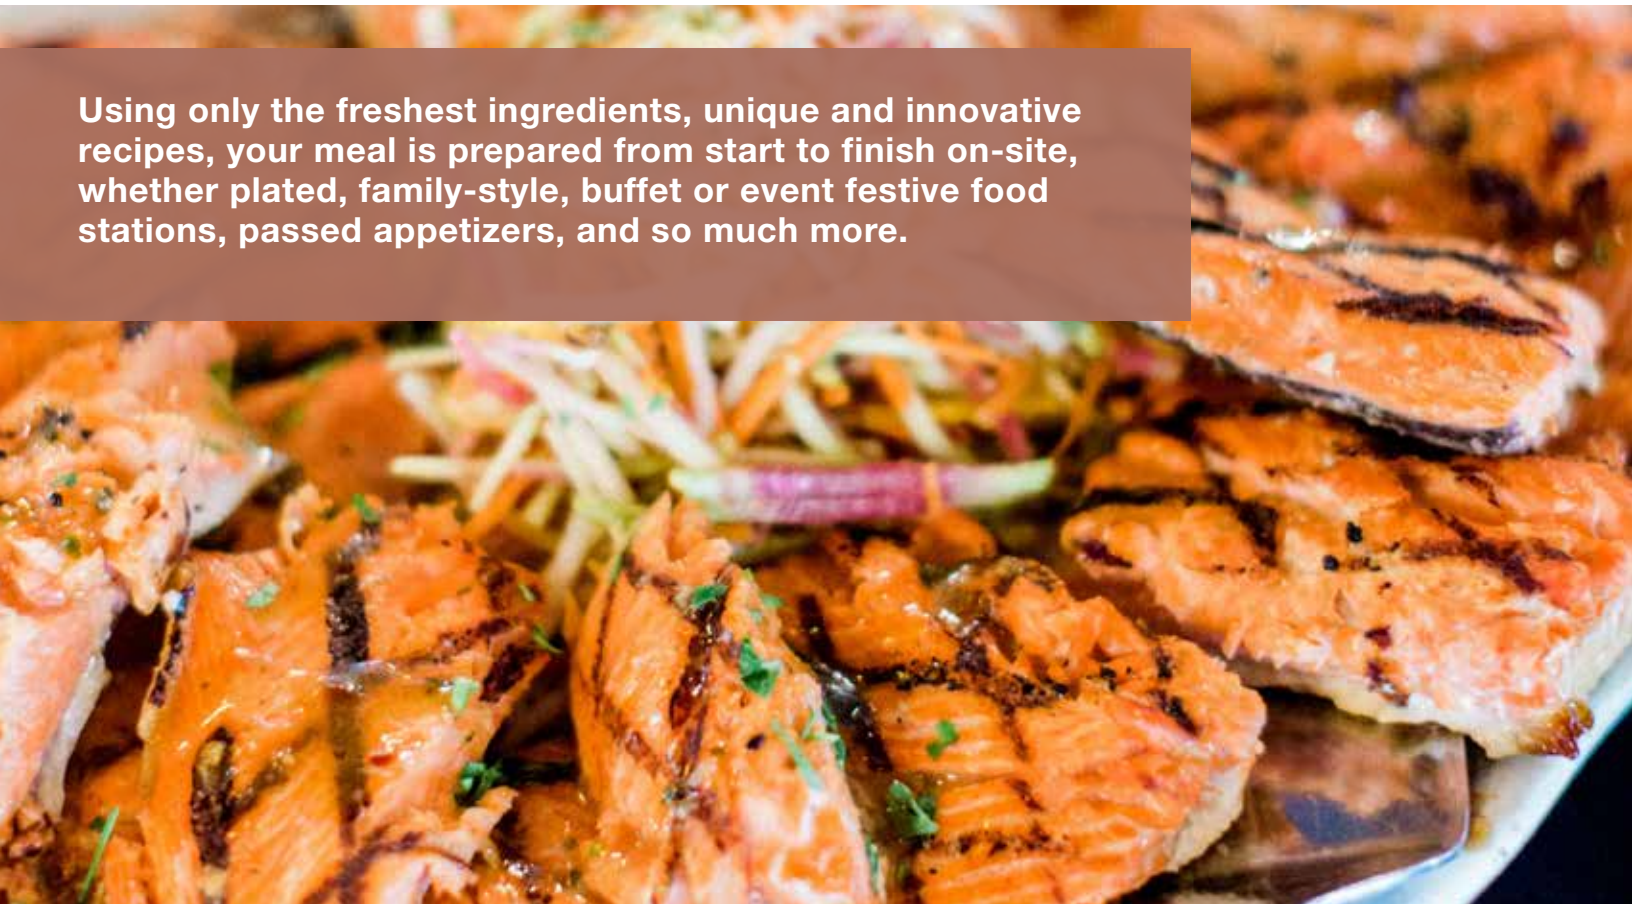 Using only the freshest ingredients, unique and innovative
recipes, your meal is prepared from start to finish on-site,
whether plated, family-style, buffet or event festive food
stations, passed appetizers, and so much more.